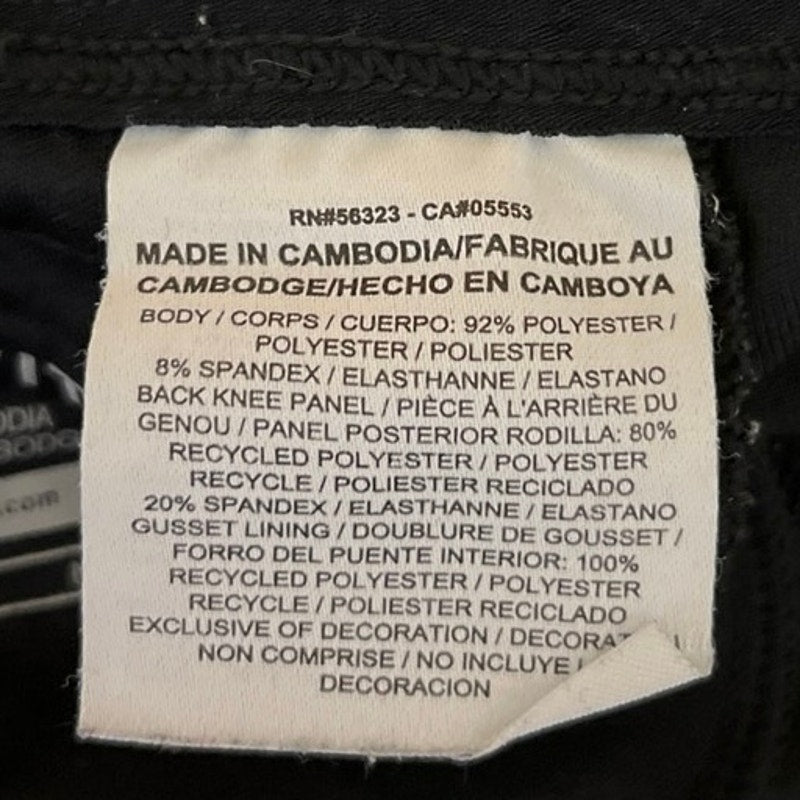 RN#56323 - CA#05553
MADE IN CAMBODIA/FABRIQUE AU
CAMBODGE/HECHO EN CAMBOYA
BODY / CORPS / CUERPO: 92% POLYESTER /
POLYESTER / POLIESTER
8% SPANDEX / ELASTHANNE / ELASTANO
BACK KNEE PANEL / PIÈCE À L'ARRIÈRE DU
GENOU / PANEL POSTERIOR RODILLA: 80%
RECYCLED POLYESTER / POLYESTER
RECYCLE / POLIESTER RECICLADO
20% SPANDEX / ELASTHANNE / ELASTANO
GUSSET LINING / DOUBLURE DE GOUSSET /
FORRO DEL PUENTE INTERIOR: 100%
RECYCLED POLYESTER / POLYESTER
RECYCLE / POLIESTER RECICLADO
EXCLUSIVE OF DECORATION /
NON COMPRISE / NO INCLUYE
DECORACION
.com